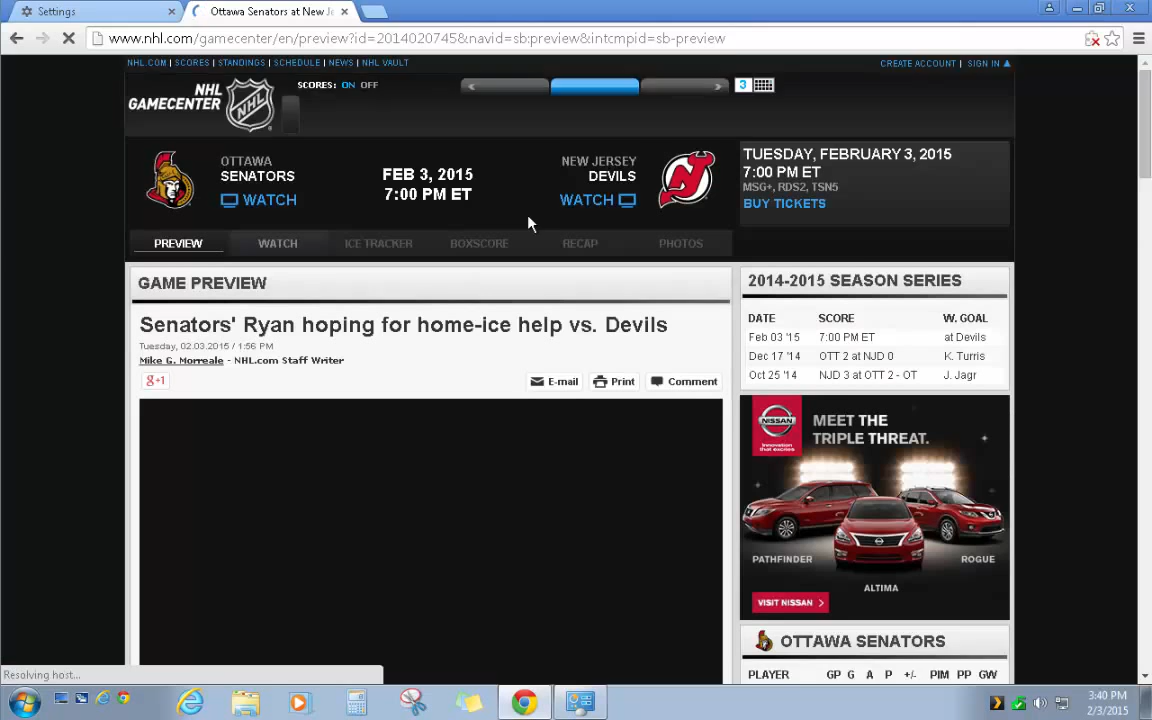 Settings
Ottawa Senators at New Je
www.nhl.com/gamecenter/en/preview?id=2014020745&navid=sb:preview&intcmpid=sb-preview
NHL.COM | SCORES | STANDINGS | SCHEDULE | NEWS | NHL VAULT
CREATE ACCOUNT | SIGN IN
NHL GAMECENTER
NHL
SCORES: ON OFF
3
OTTAWA
SENATORS
WATCH
FEB 3, 2015
7:00 PM ET
NEW JERSEY
DEVILS
WATCH
TUESDAY, FEBRUARY 3, 2015
7:00 PM ET
MSG+, RDS2, TSN5
BUY TICKETS
PREVIEW WATCH ICE TRACKER BOXSCORE RECAP PHOTOS
GAME PREVIEW
Senators' Ryan hoping for home-ice help vs. Devils
Tuesday, 02.03.2015 / 1:56 PM
Mike G. Morreale - NHL.com Staff Writer
g+1
E-mail Print Comment
2014-2015 SEASON SERIES
DATE SCORE W. GOAL
Feb 03 '15 7:00 PM ET at Devils
Dec 17 '14 OTT 2 at NJD 0 K. Turris
Oct 25 '14 NJD 3 at OTT 2 - OT J. Jagr
NISSAN
Innovation
that excites
MEET THE
TRIPLE THREAT.
PATHFINDER
ALTIMA
ROGUE
VISIT NISSAN >
OTTAWA SENATORS
PLAYER GP G A P +/- PIM PP GW
Resolving host...
3:40 PM
2/3/2015